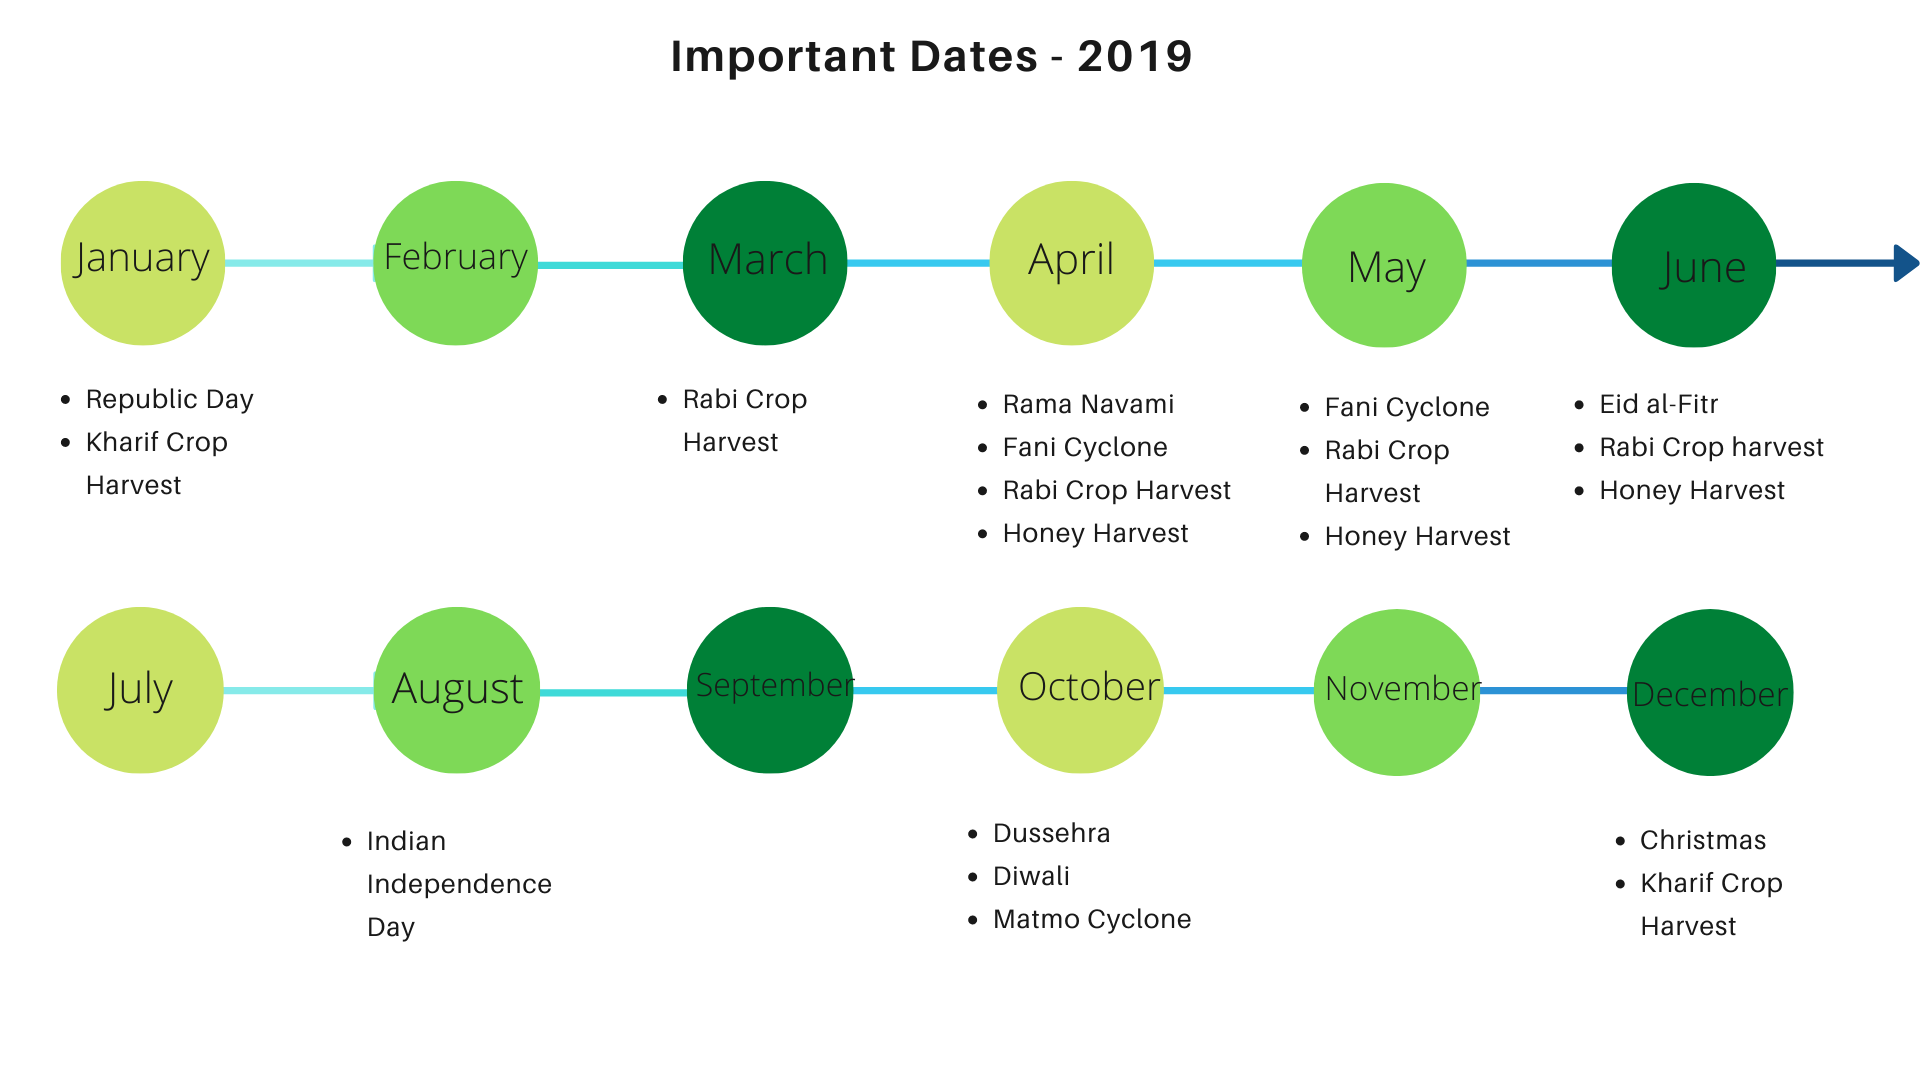 Important Dates - 2019
January
February
March
April
May
June
• Republic Day
• Kharif Crop
Harvest
• Rabi Crop
Harvest
• Rama Navami
• Fani Cyclone
• Rabi Crop Harvest
• Honey Harvest
• Fani Cyclone
• Rabi Crop
Harvest
• Honey Harvest
• Eid al-Fitr
• Rabi Crop harvest
• Honey Harvest
July
August
September
October
November
December
• Indian
Independence
Day
• Dussehra
• Diwali
• Matmo Cyclone
• Christmas
• Kharif Crop
Harvest